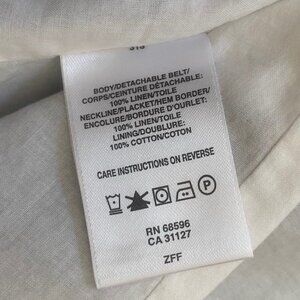 BODY/DETACHABLE BELT/
CORPS/CEINTURE DÉTACHABLE:
100% LINEN/TOILE
NECKLINE/PLACKET/HEM BORDER/
ENCOLURE/BORDURE D'OURLET:
100% LINEN/TOILE
LINING/DOUBLURE:
100% COTTON/COTON
CARE INSTRUCTIONS ON REVERSE
P
RN 68596
CA 31127
ZFF